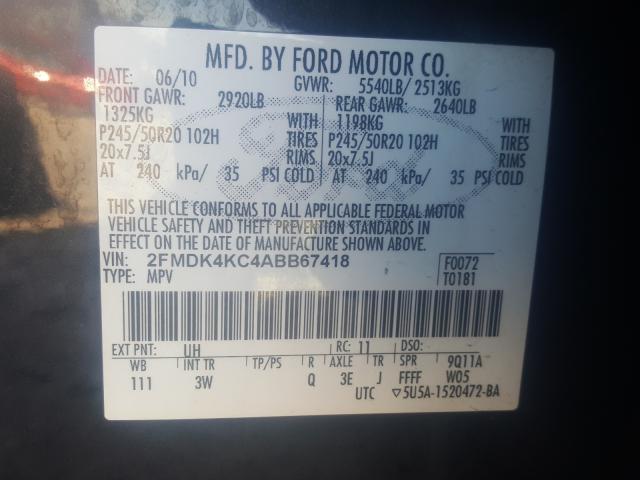 MFD. BY FORD MOTOR CO.
DATE: 06/10 GVWR: 5540LB/ 2513KG
FRONT GAWR: 2920LB REAR GAWR: 2640LB
1325KG WITH 1198KG WITH
P245/50R20 102H TIRES P245/50R20 102H TIRES
20x7.5J RIMS 20x7.5J RIMS
AT 240 kPa/ 35 PSI COLD AT 240 kPa/ 35 PSI COLD
Ford
THIS VEHICLE CONFORMS TO ALL APPLICABLE FEDERAL MOTOR
VEHICLE SAFETY AND THEFT PREVENTION STANDARDS IN
EFFECT ON THE DATE OF MANUFACTURE SHOWN ABOVE.
VIN: 2FMDK4KC4ABB67418 F0072
TYPE: MPV T0181
EXT PNT: UH RC: 11 DSO:
WB INT TR TP/PS R AXLE TR SPR 9Q11A
111 3W Q 3E J FFFF W05
UTC ▽5U5A-1520472-BA